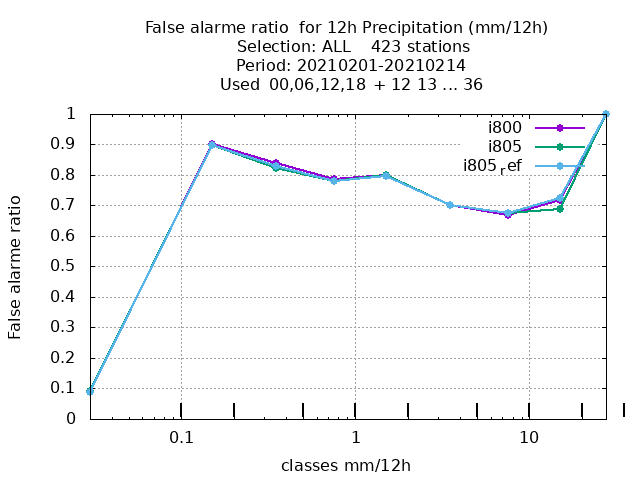 False alarme ratio  for 12h Precipitation (mm/12h)
Selection: ALL    423 stations
Period: 20210201-20210214
Used  00,06,12,18  + 12 13 ... 36
1
0.9
0.8
0.7
0.6
0.5
0.4
0.3
0.2
0.1
0
False alarme ratio
i800
i805
i805ref
0.1
1
10
classes mm/12h